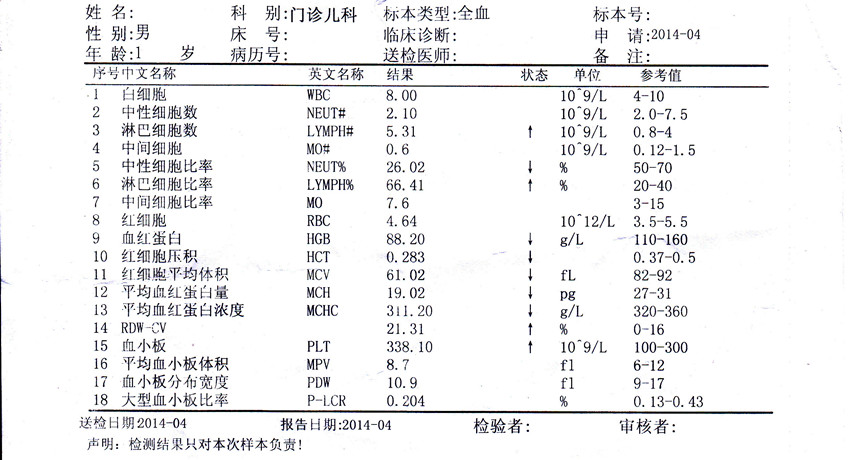 姓 名: 科 别:门诊儿科 标本类型:全血 标本号:
性 别:男 床 号: 临床诊断: 申 请:2014-04
年 龄:1 岁 病历号: 送检医师: 备 注:
序号 中文名称 英文名称 结果 状态 单位 参考值
1 白细胞 WBC 8.00 10^9/L 4-10
2 中性细胞数 NEUT# 2.10 10^9/L 2.0-7.5
3 淋巴细胞数 LYMPH# 5.31 ↑ 10^9/L 0.8-4
4 中间细胞 MO# 0.6 10^9/L 0.12-1.5
5 中性细胞比率 NEUT% 26.02 ↓ % 50-70
6 淋巴细胞比率 LYMPH% 66.41 ↑ % 20-40
7 中间细胞比率 MO 7.6 3-15
8 红细胞 RBC 4.64 10^12/L 3.5-5.5
9 血红蛋白 HGB 88.20 ↓ g/L 110-160
10 红细胞压积 HCT 0.283 ↓ 0.37-0.5
11 红细胞平均体积 MCV 61.02 ↓ fL 82-92
12 平均血红蛋白量 MCH 19.02 ↓ pg 27-31
13 平均血红蛋白浓度 MCHC 311.20 ↓ g/L 320-360
14 RDW-CV 21.31 ↑ % 0-16
15 血小板 PLT 338.10 ↑ 10^9/L 100-300
16 平均血小板体积 MPV 8.7 fl 6-12
17 血小板分布宽度 PDW 10.9 fl 9-17
18 大型血小板比率 P-LCR 0.204 % 0.13-0.43
送检日期2014-04 报告日期:2014-04 检验者: 审核者:
声明: 检测结果只对本次样本负责!